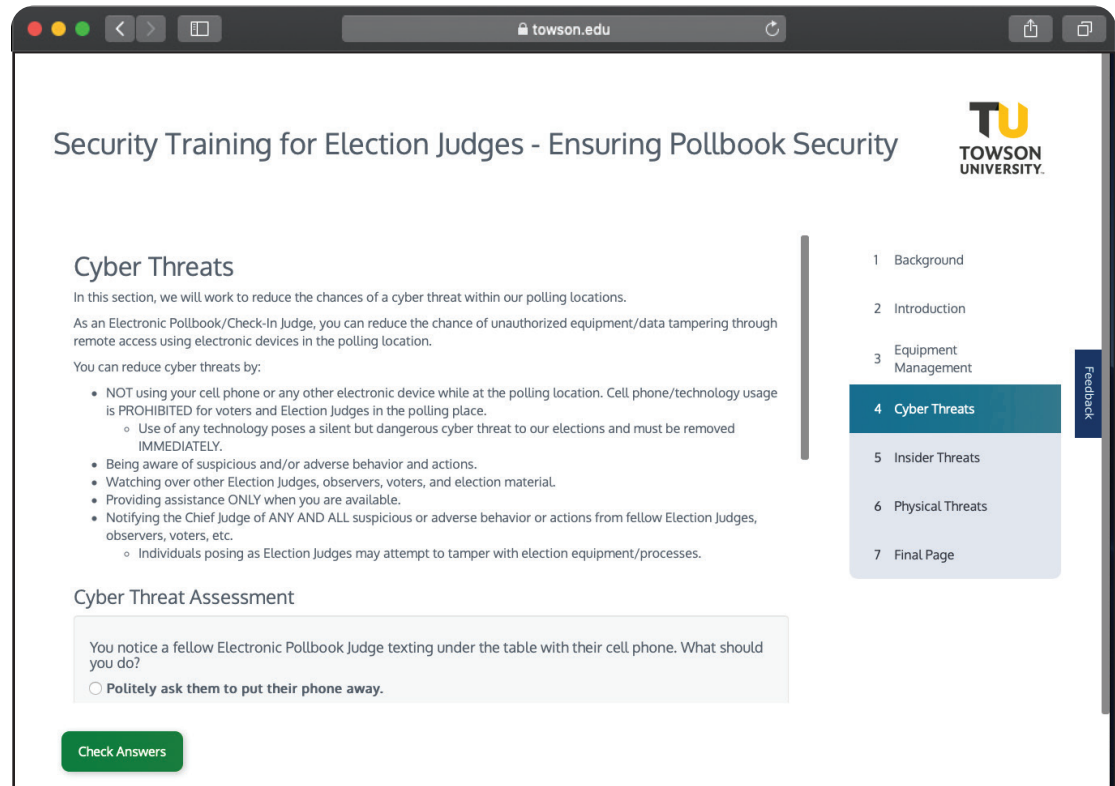 towson.edu
Security Training for Election Judges - Ensuring Pollbook Security
TU
TOWSON
UNIVERSITY.
Cyber Threats
In this section, we will work to reduce the chances of a cyber threat within our polling locations.
As an Electronic Pollbook/Check-In Judge, you can reduce the chance of unauthorized equipment/data tampering through
remote access using electronic devices in the polling location.
You can reduce cyber threats by:
• NOT using your cell phone or any other electronic device while at the polling location. Cell phone/technology usage
is PROHIBITED for voters and Election Judges in the polling place.
◦ Use of any technology poses a silent but dangerous cyber threat to our elections and must be removed
IMMEDIATELY.
• Being aware of suspicious and/or adverse behavior and actions.
• Watching over other Election Judges, observers, voters, and election material.
• Providing assistance ONLY when you are available.
• Notifying the Chief Judge of ANY AND ALL suspicious or adverse behavior or actions from fellow Election Judges,
observers, voters, etc.
◦ Individuals posing as Election Judges may attempt to tamper with election equipment/processes.
Cyber Threat Assessment
You notice a fellow Electronic Pollbook Judge texting under the table with their cell phone. What should
you do?
Politely ask them to put their phone away.
Check Answers
1 Background
2 Introduction
3 Equipment
Management
4 Cyber Threats
5 Insider Threats
6 Physical Threats
7 Final Page
Feedback